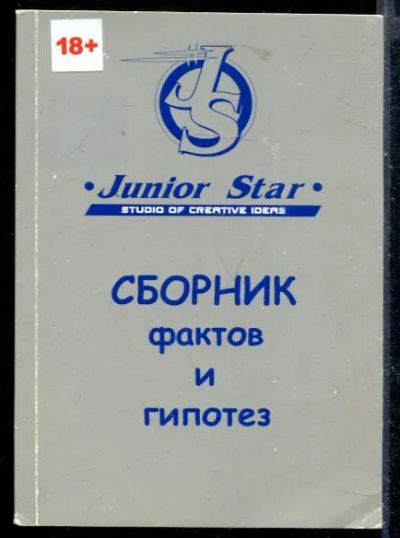 18+
JS
• Junior Star •
STUDIO OF CREATIVE IDEAS
СБОРНИК
фактов
и
гипотез